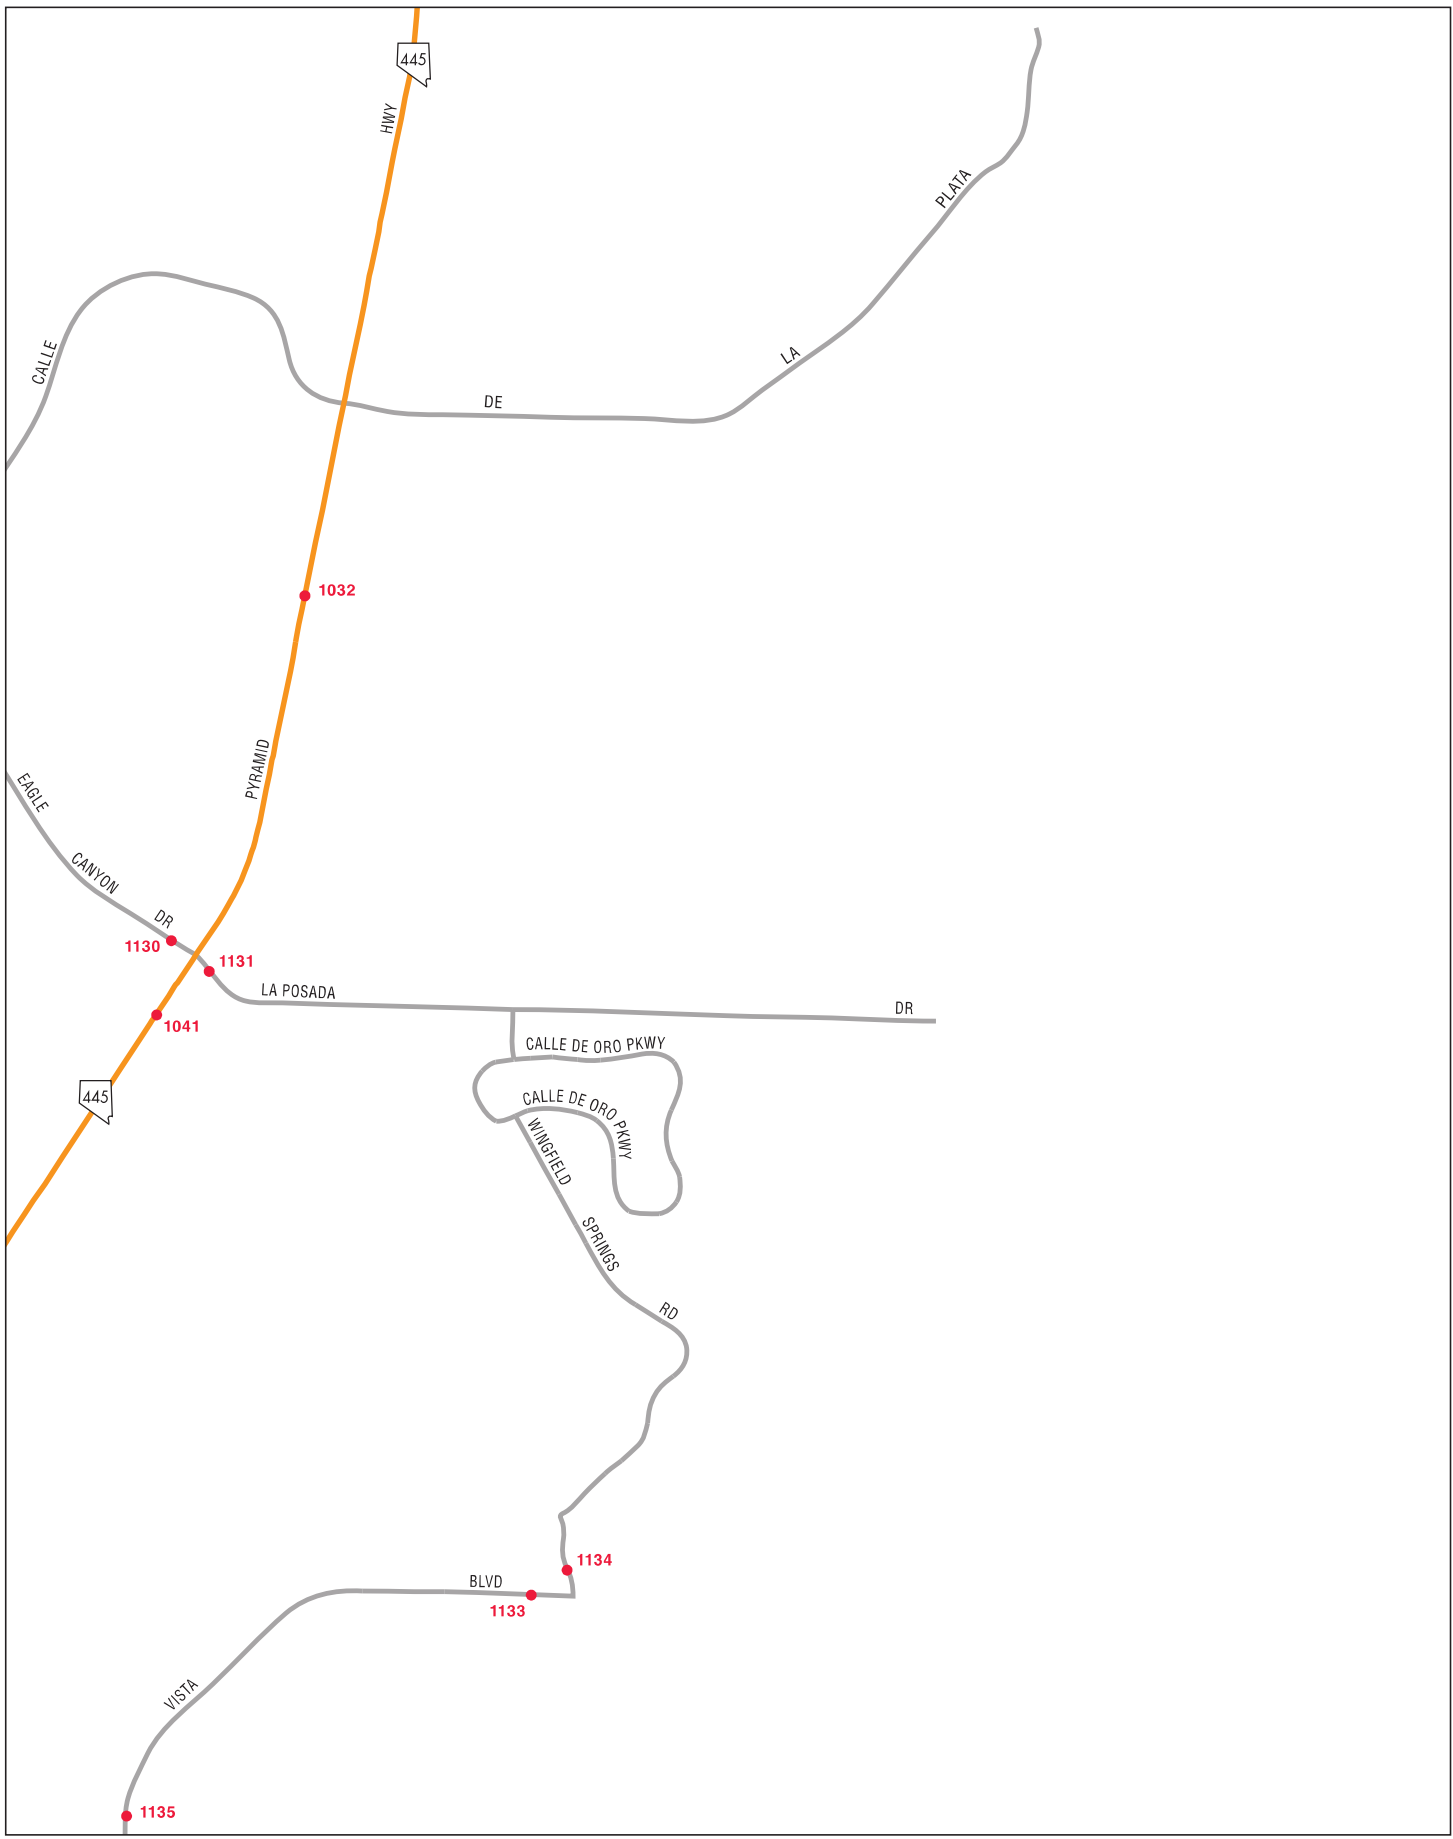 445
HWY
PLATA
CALLE
LA
DE
1032
PYRAMID
EAGLE
CANYON
DR
1130
1131
LA POSADA
DR
1041
CALLE DE ORO PKWY
445
CALLE DE ORO PKWY
WINGFIELD
SPRINGS
RD
1134
BLVD
1133
VISTA
1135